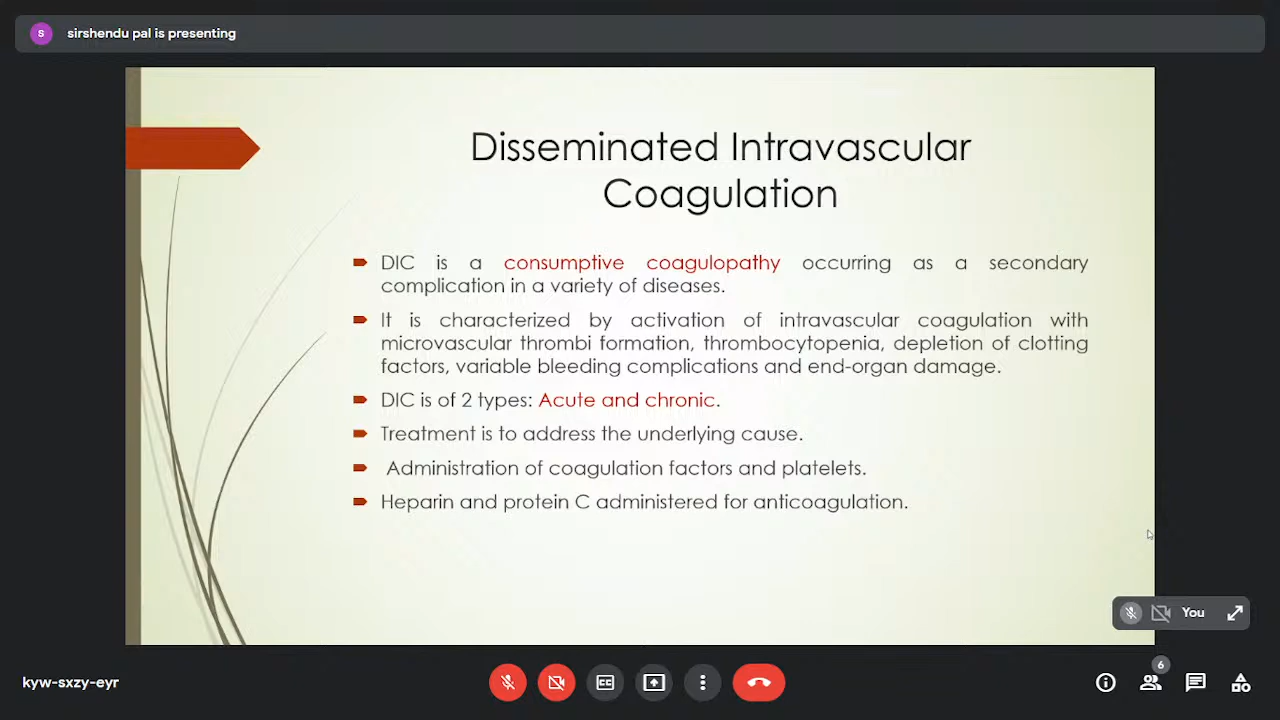 S
sirshendu pal is presenting
Disseminated Intravascular
Coagulation
DIC is a consumptive coagulopathy occurring as a secondary
complication in a variety of diseases.
It is characterized by activation of intravascular coagulation with
microvascular thrombi formation, thrombocytopenia, depletion of clotting
factors, variable bleeding complications and end-organ damage.
DIC is of 2 types: Acute and chronic.
Treatment is to address the underlying cause.
Administration of coagulation factors and platelets.
Heparin and protein C administered for anticoagulation.
You
kyw-sxzy-eyr
CC
6